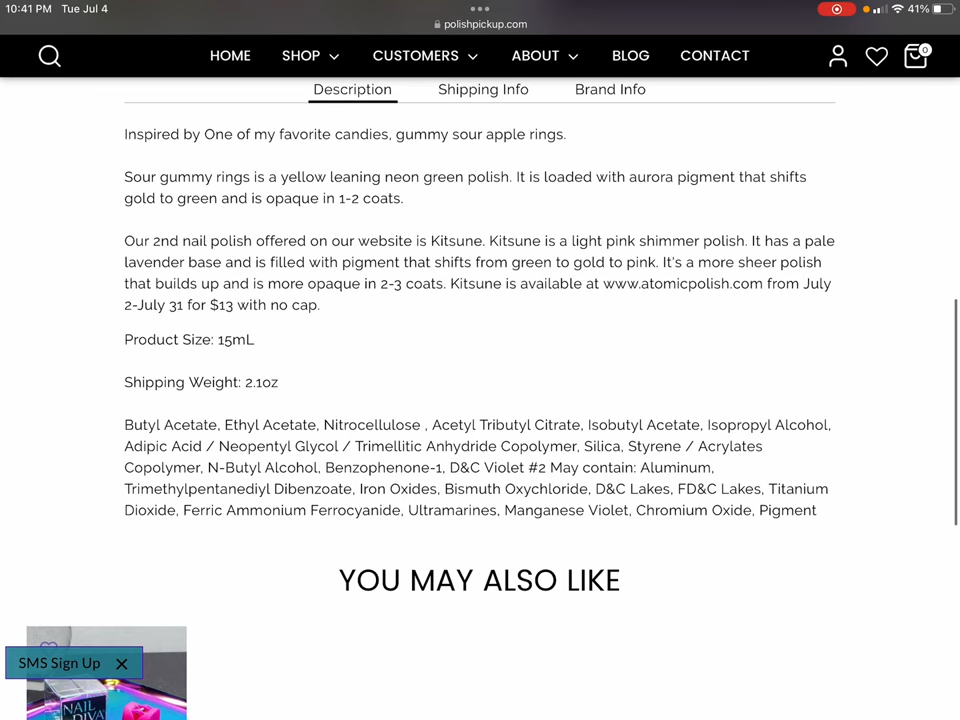 10:41 PM Tue Jul 4
41%
polishpickup.com
HOME SHOP CUSTOMERS ABOUT BLOG CONTACT
0
Description Shipping Info Brand Info
Inspired by One of my favorite candies, gummy sour apple rings.
Sour gummy rings is a yellow leaning neon green polish. It is loaded with aurora pigment that shifts
gold to green and is opaque in 1-2 coats.
Our 2nd nail polish offered on our website is Kitsune. Kitsune is a light pink shimmer polish. It has a pale
lavender base and is filled with pigment that shifts from green to gold to pink. It's a more sheer polish
that builds up and is more opaque in 2-3 coats. Kitsune is available at www.atomicpolish.com from July
2-July 31 for $13 with no cap.
Product Size: 15mL
Shipping Weight: 2.1oz
Butyl Acetate, Ethyl Acetate, Nitrocellulose , Acetyl Tributyl Citrate, Isobutyl Acetate, Isopropyl Alcohol,
Adipic Acid / Neopentyl Glycol / Trimellitic Anhydride Copolymer, Silica, Styrene / Acrylates
Copolymer, N-Butyl Alcohol, Benzophenone-1, D&C Violet #2 May contain: Aluminum,
Trimethylpentanediyl Dibenzoate, Iron Oxides, Bismuth Oxychloride, D&C Lakes, FD&C Lakes, Titanium
Dioxide, Ferric Ammonium Ferrocyanide, Ultramarines, Manganese Violet, Chromium Oxide, Pigment
YOU MAY ALSO LIKE
SMS Sign Up
NAIL
DIVA